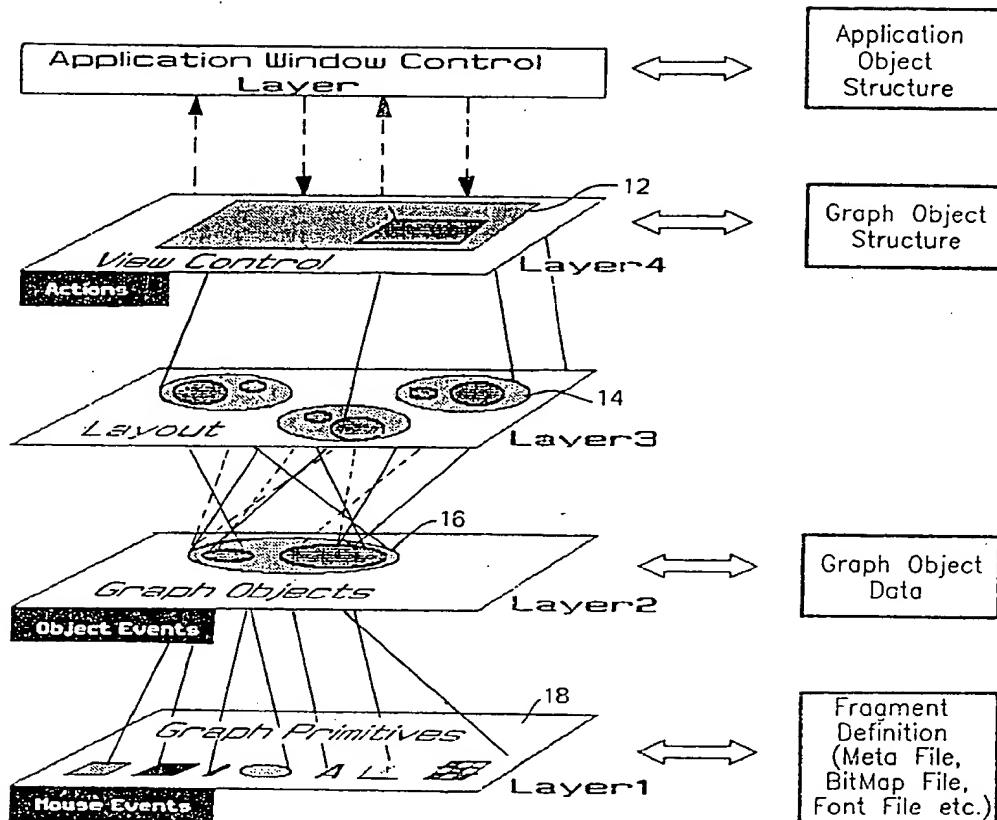 Application Window Control
Layer
Application
Object
Structure
12
View Control
Layer4
Actions
Graph Object
Structure
14
Layout
Layer3
16
Graph Objects
Layer2
Object Events
Graph Object
Data
18
Graph Primitives
A
Layer1
Mouse Events
Fragment
Definition
(Meta File,
BitMap File,
Font File etc.)